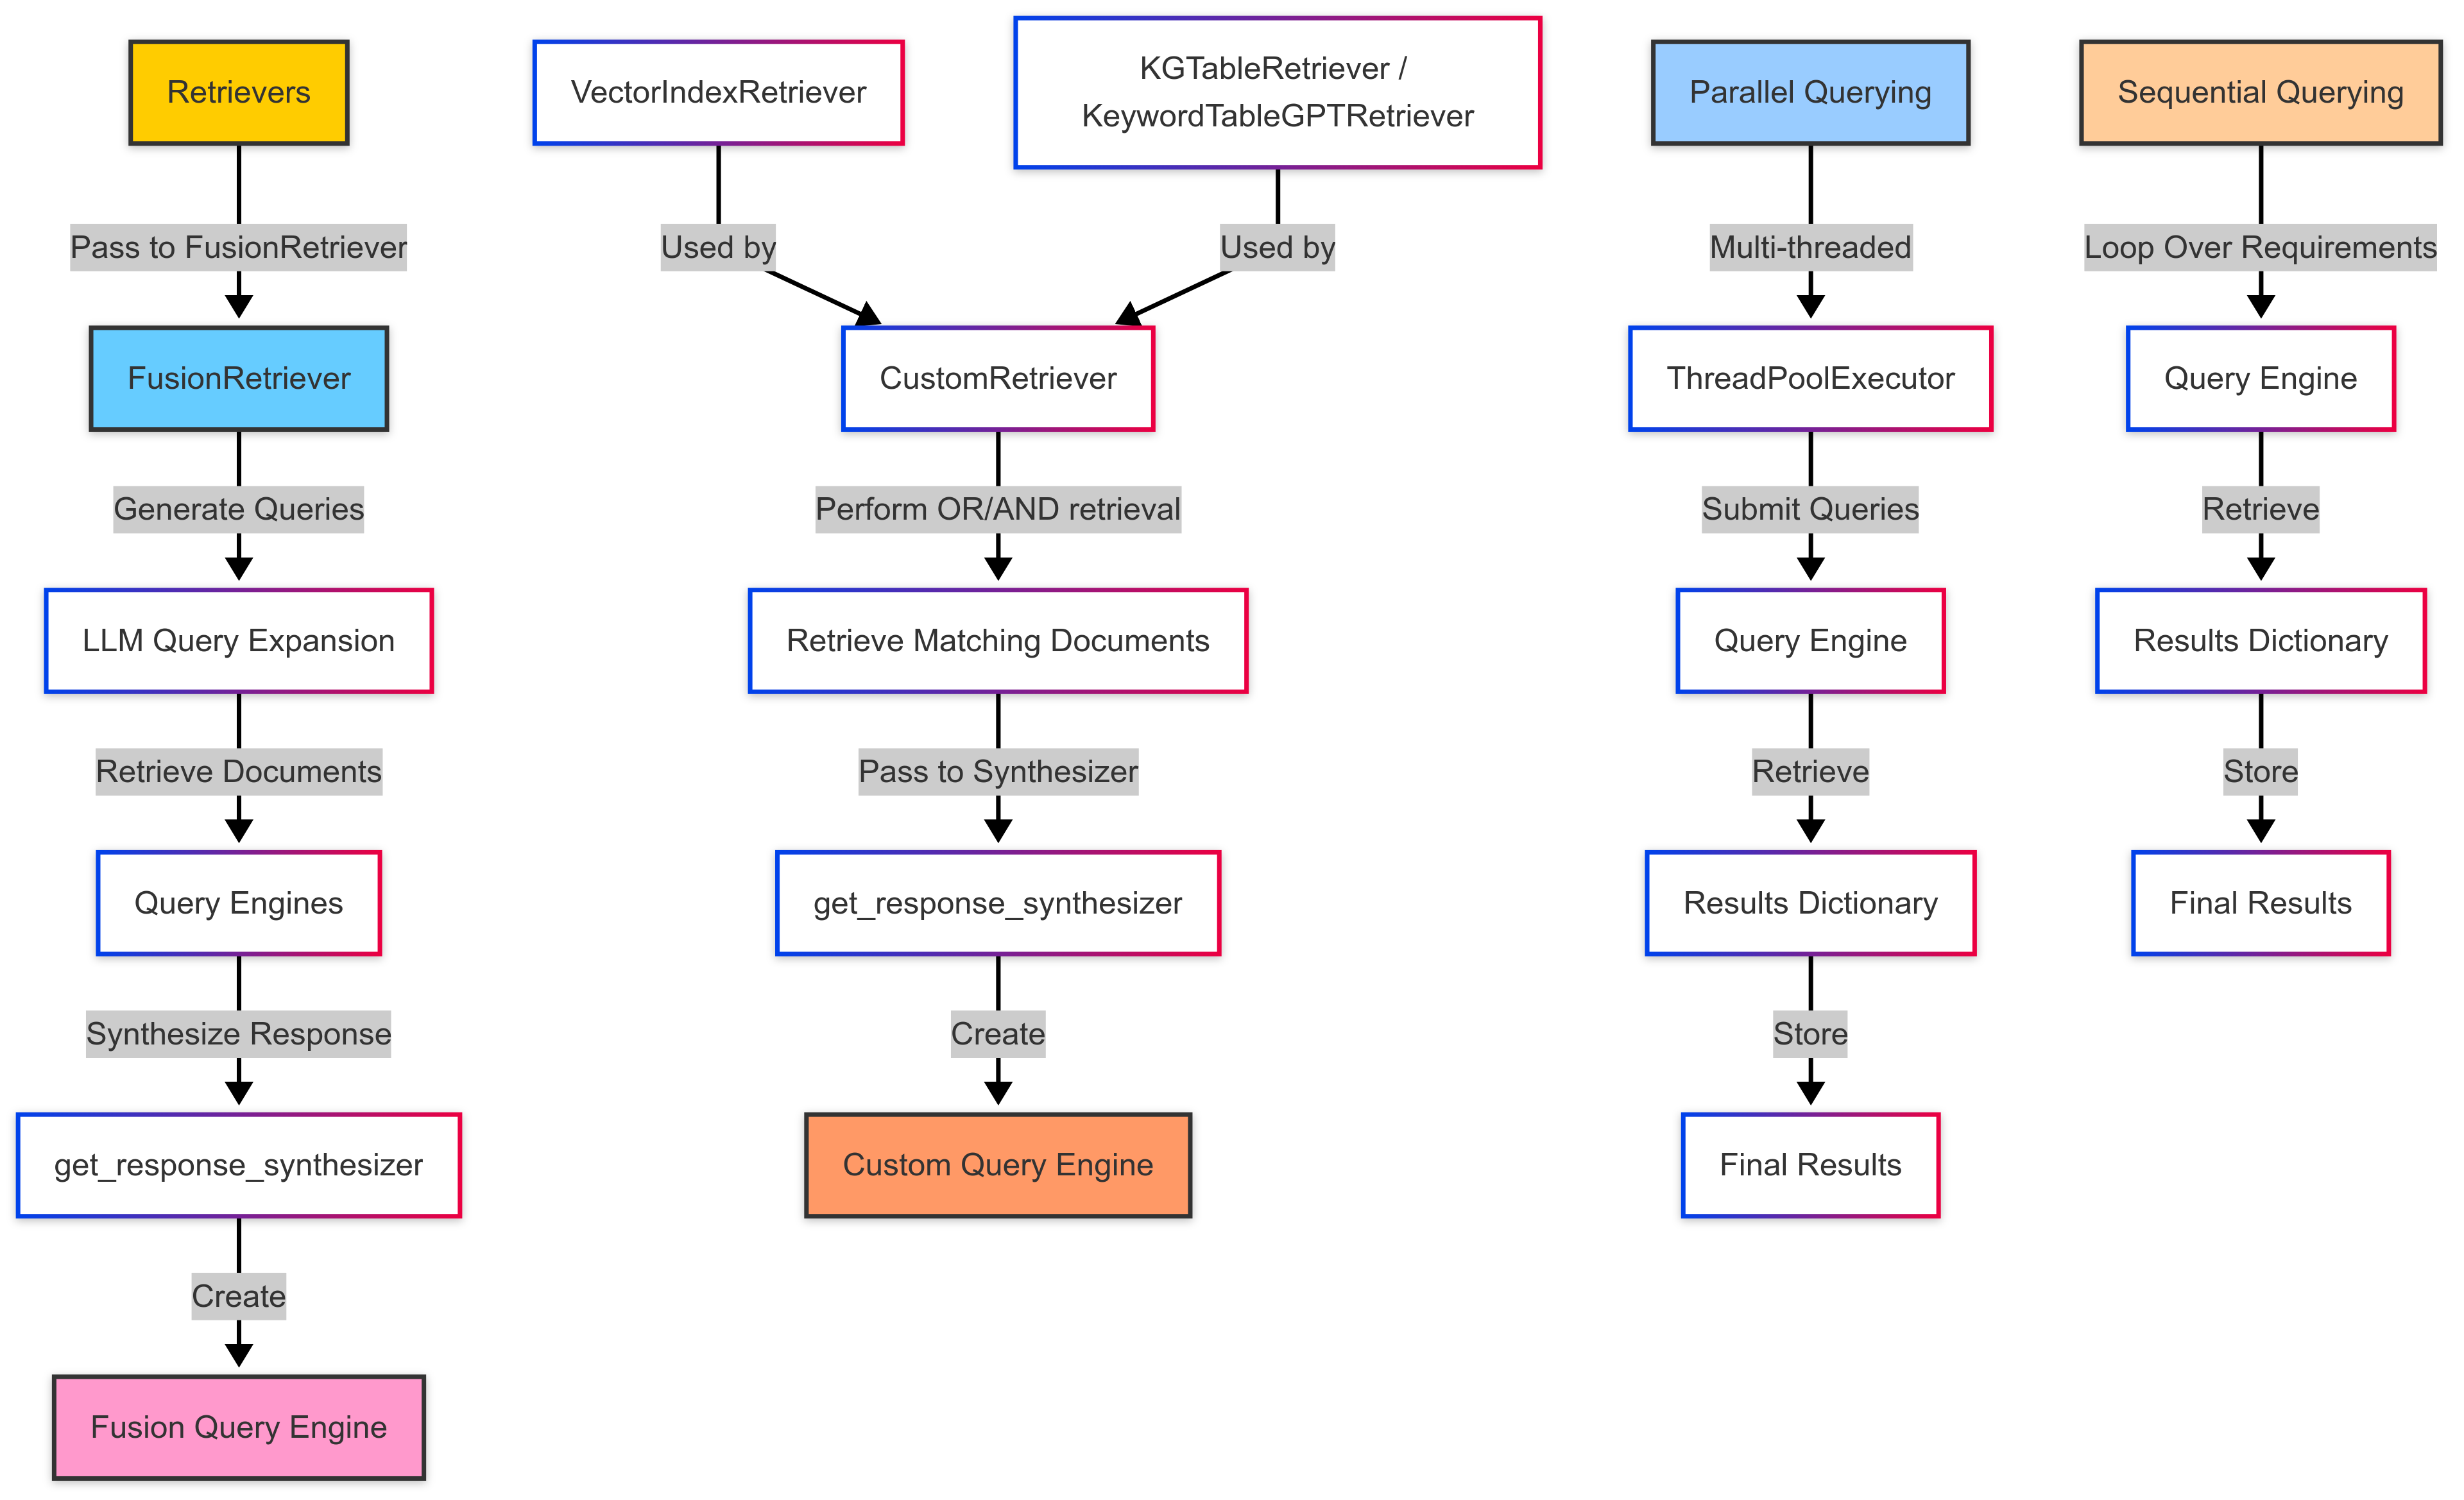 Retrievers
Pass to FusionRetriever
FusionRetriever
Generate Queries
LLM Query Expansion
Retrieve Documents
Query Engines
Synthesize Response
get_response_synthesizer
Create
Fusion Query Engine
VectorIndexRetriever
KGTableRetriever /
KeywordTableGPTRetriever
Used by
Used by
CustomRetriever
Perform OR/AND retrieval
Retrieve Matching Documents
Pass to Synthesizer
get_response_synthesizer
Create
Custom Query Engine
Parallel Querying
Multi-threaded
ThreadPoolExecutor
Submit Queries
Query Engine
Retrieve
Results Dictionary
Store
Final Results
Sequential Querying
Loop Over Requirements
Query Engine
Retrieve
Results Dictionary
Store
Final Results